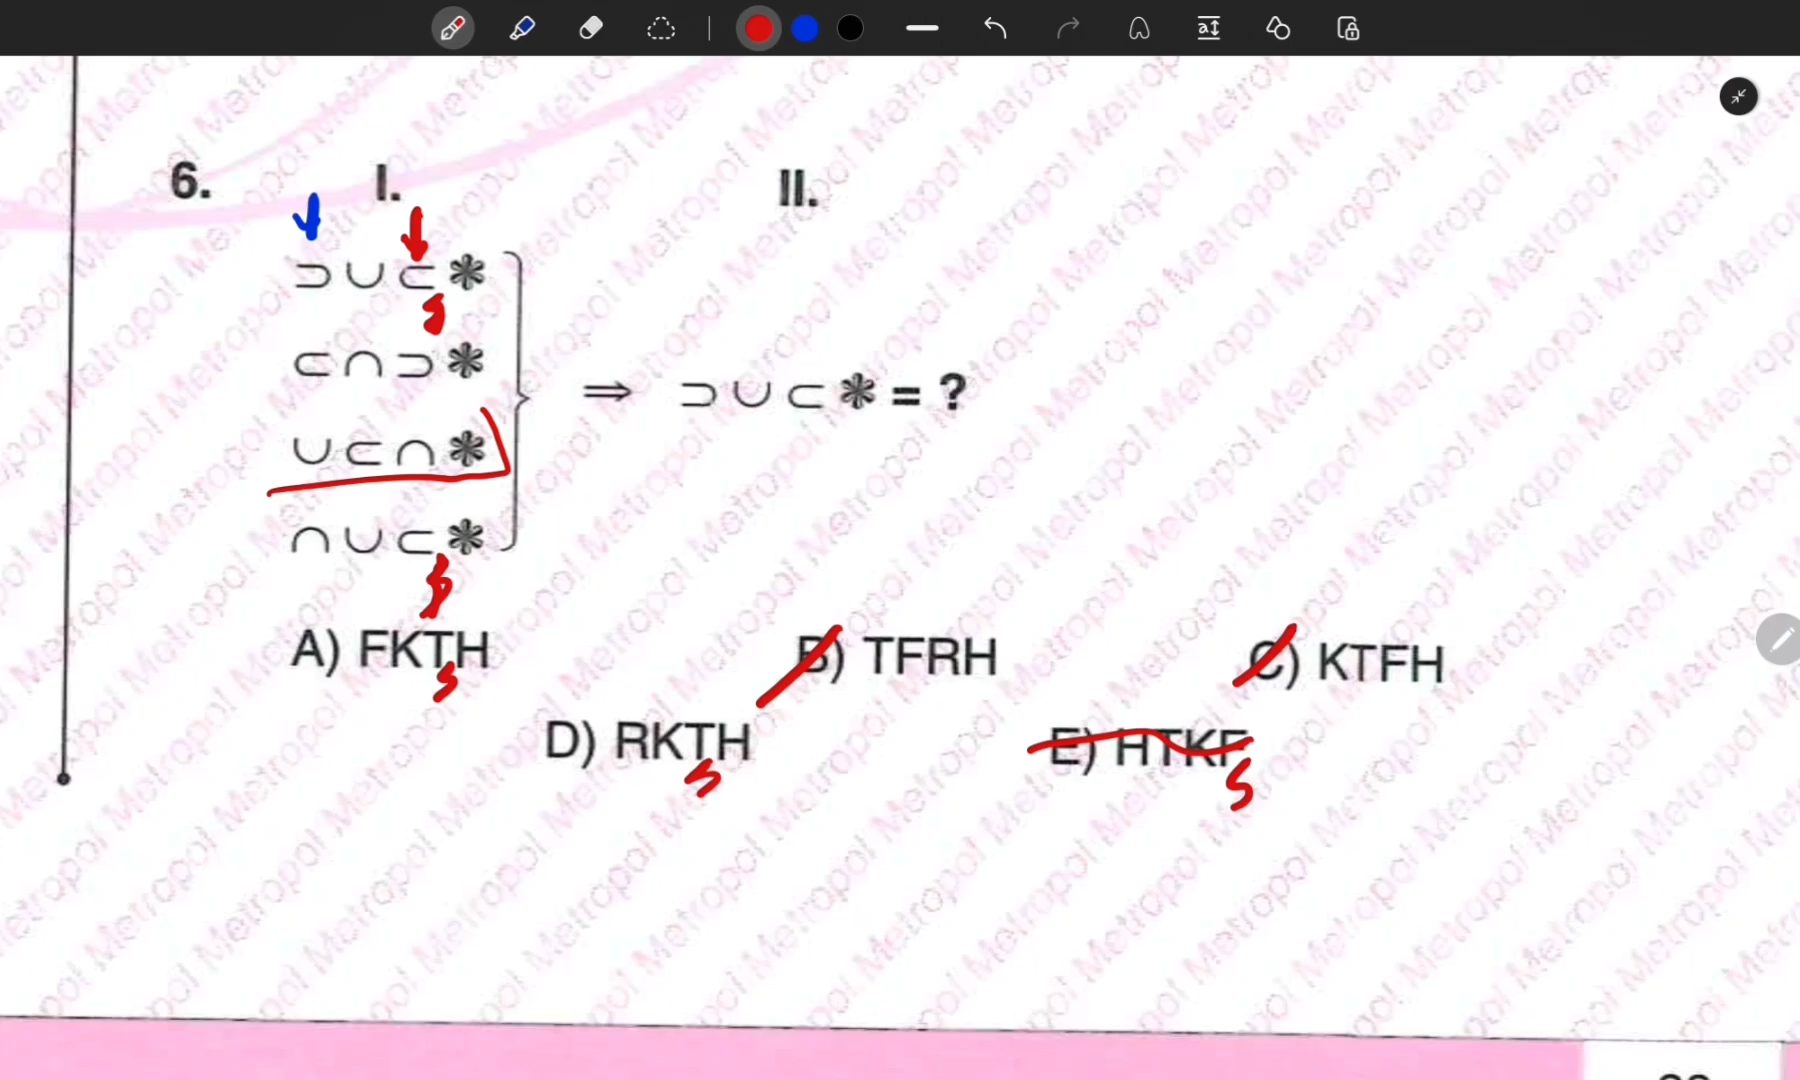 6. I. II.
⊃ ∪ ⊂ *
⊂ ∩ ⊃ *
⇒ ⊃ ∪ ⊂ * = ?
∪ ⊂ ∩ *
∩ ∪ ⊂ *
A) FKTH B) TFRH C) KTFH
D) RKTH E) HTKF